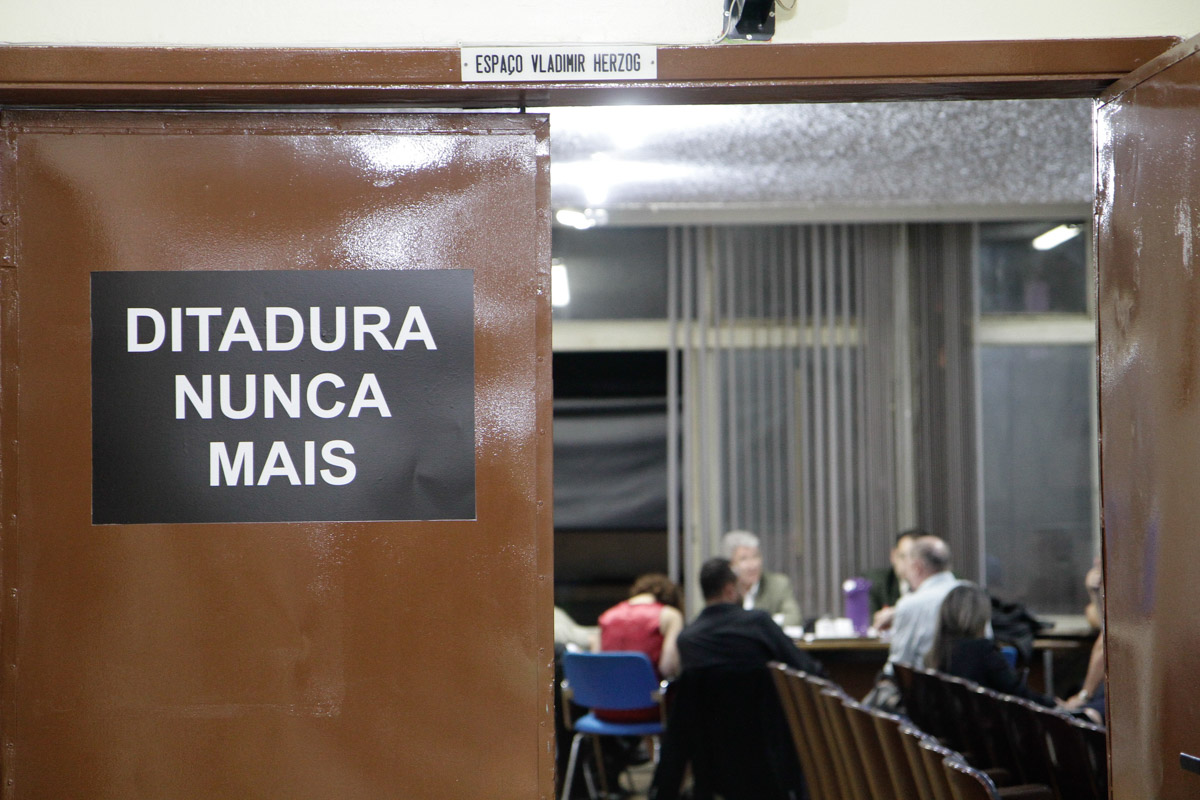 ESPAÇO VLADIMIR HERZOG
DITADURA
NUNCA
MAIS